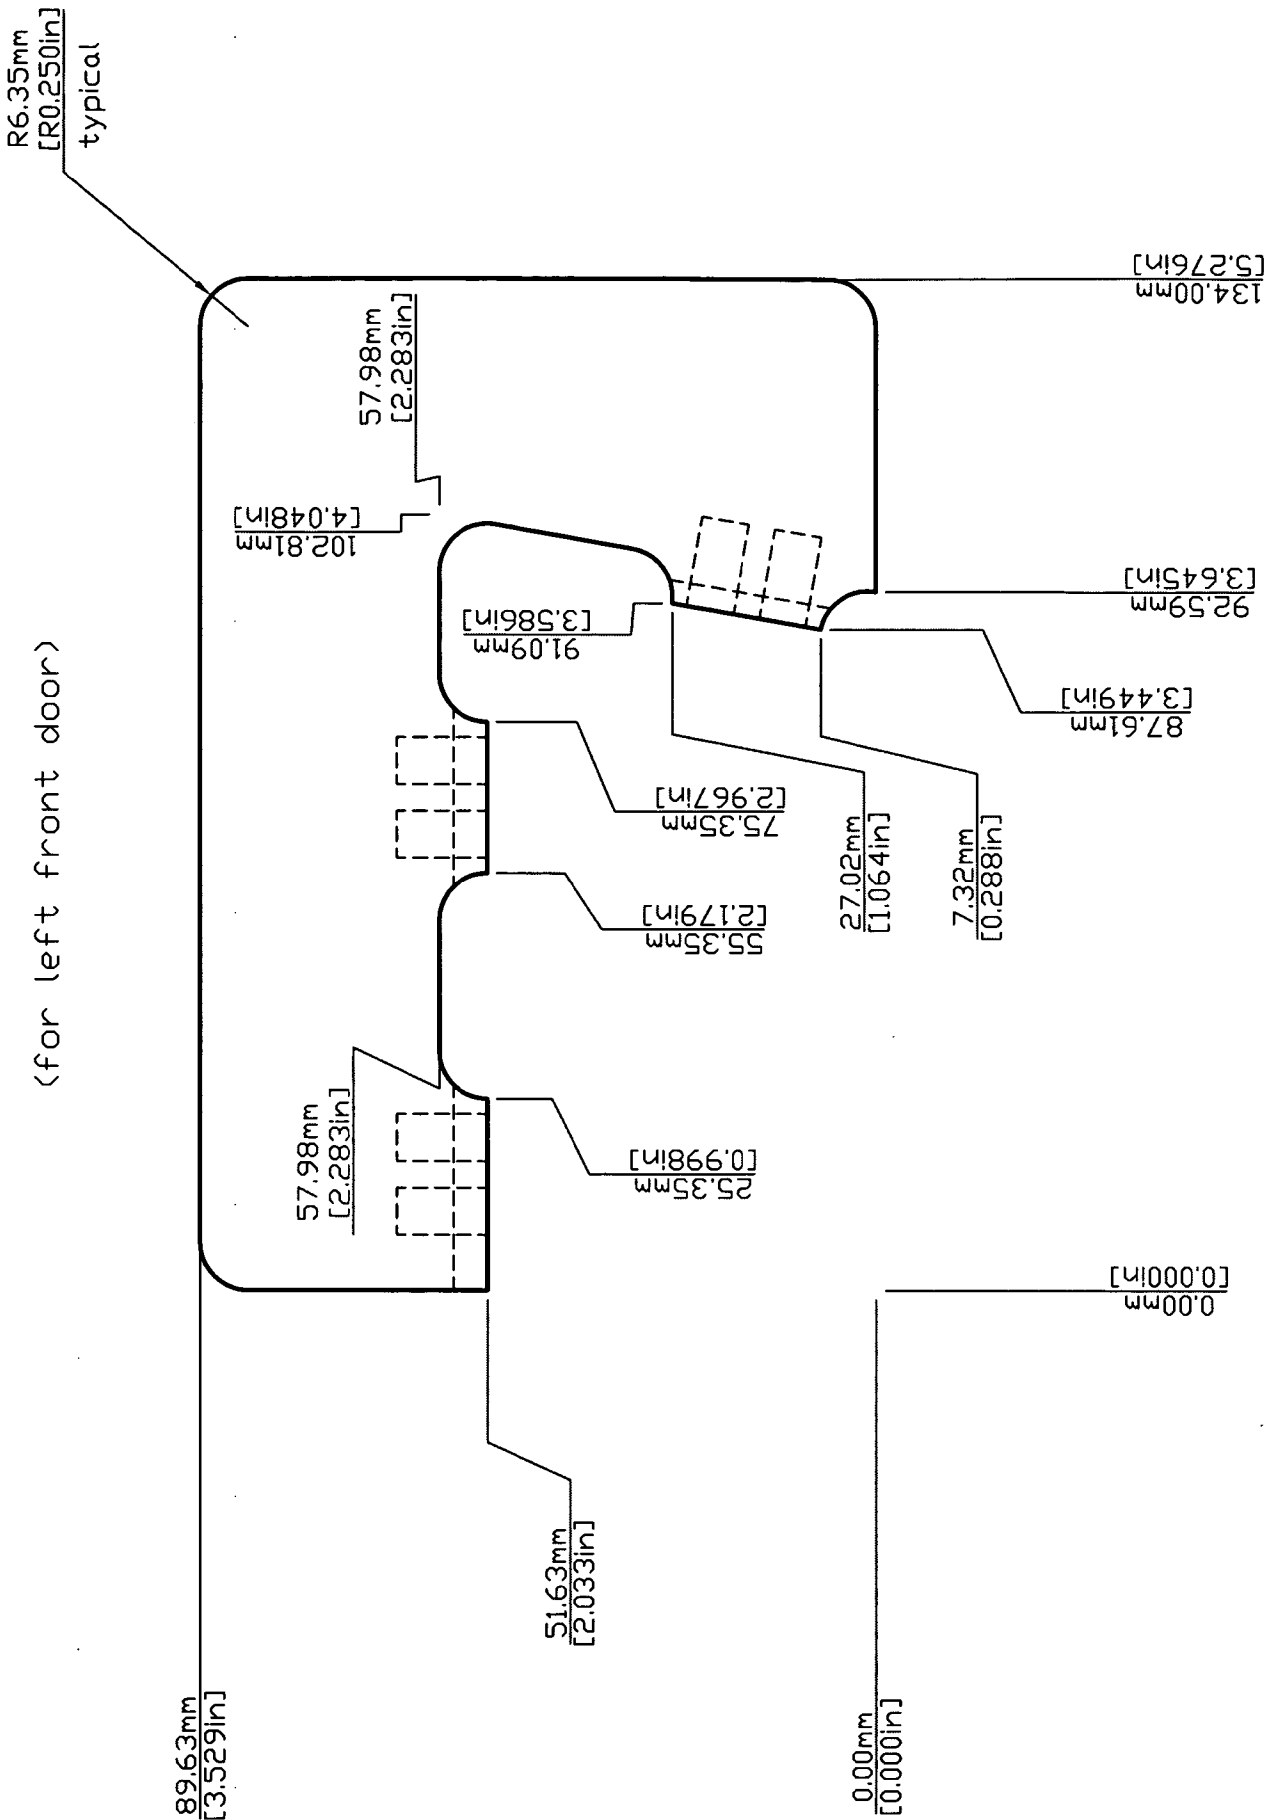 (for left front door)
R6.35mm
[R0.250in]
typical
57.98mm
[2.283in]
102.81mm
[4.048in]
134.00mm
[5.276in]
91.09mm
[3.586in]
92.59mm
[3.645in]
87.61mm
[3.449in]
75.35mm
[2.967in]
27.02mm
[1.064in]
7.32mm
[0.288in]
55.35mm
[2.179in]
57.98mm
[2.283in]
25.35mm
[0.998in]
0.00mm
[0.000in]
51.63mm
[2.033in]
89.63mm
[3.529in]
0.00mm
[0.000in]